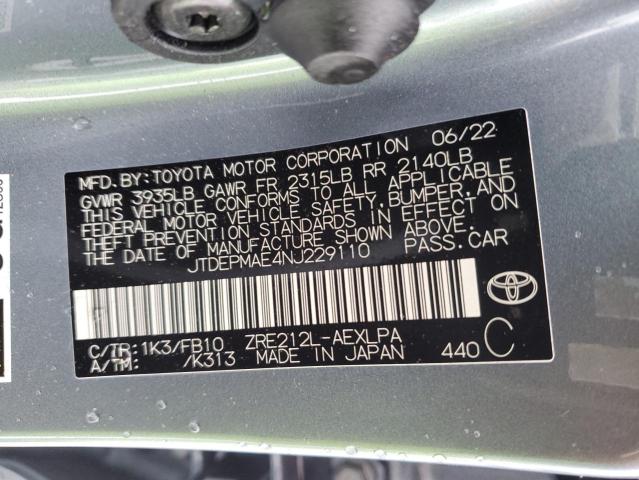 MFD. BY: TOYOTA MOTOR CORPORATION 06/22
GVWR 3935LB GAWR FR 2315LB RR 2140LB
THIS VEHICLE CONFORMS TO ALL APPLICABLE
FEDERAL MOTOR VEHICLE SAFETY, BUMPER, AND
THEFT PREVENTION STANDARDS IN EFFECT ON
THE DATE OF MANUFACTURE SHOWN ABOVE.
JTDEPMAE4NJ229110 PASS. CAR
C/TR: 1K3/FB10 ZRE212L-AEXLPA
A/TM: /K313 MADE IN JAPAN 440 C